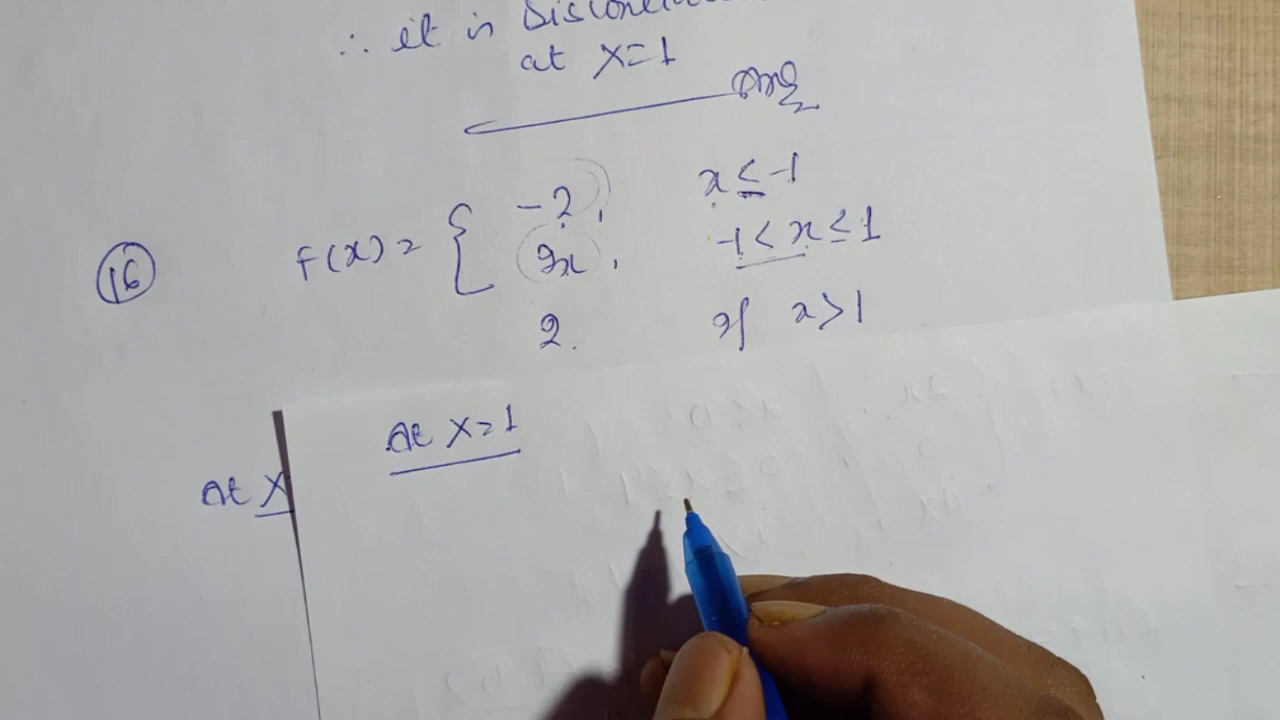 ∴ it is
at x=1
Ans
(16) F(x) = { -2, x ≤ -1
2x, -1 < x ≤ 1
2. if x > 1
At x=1
At x